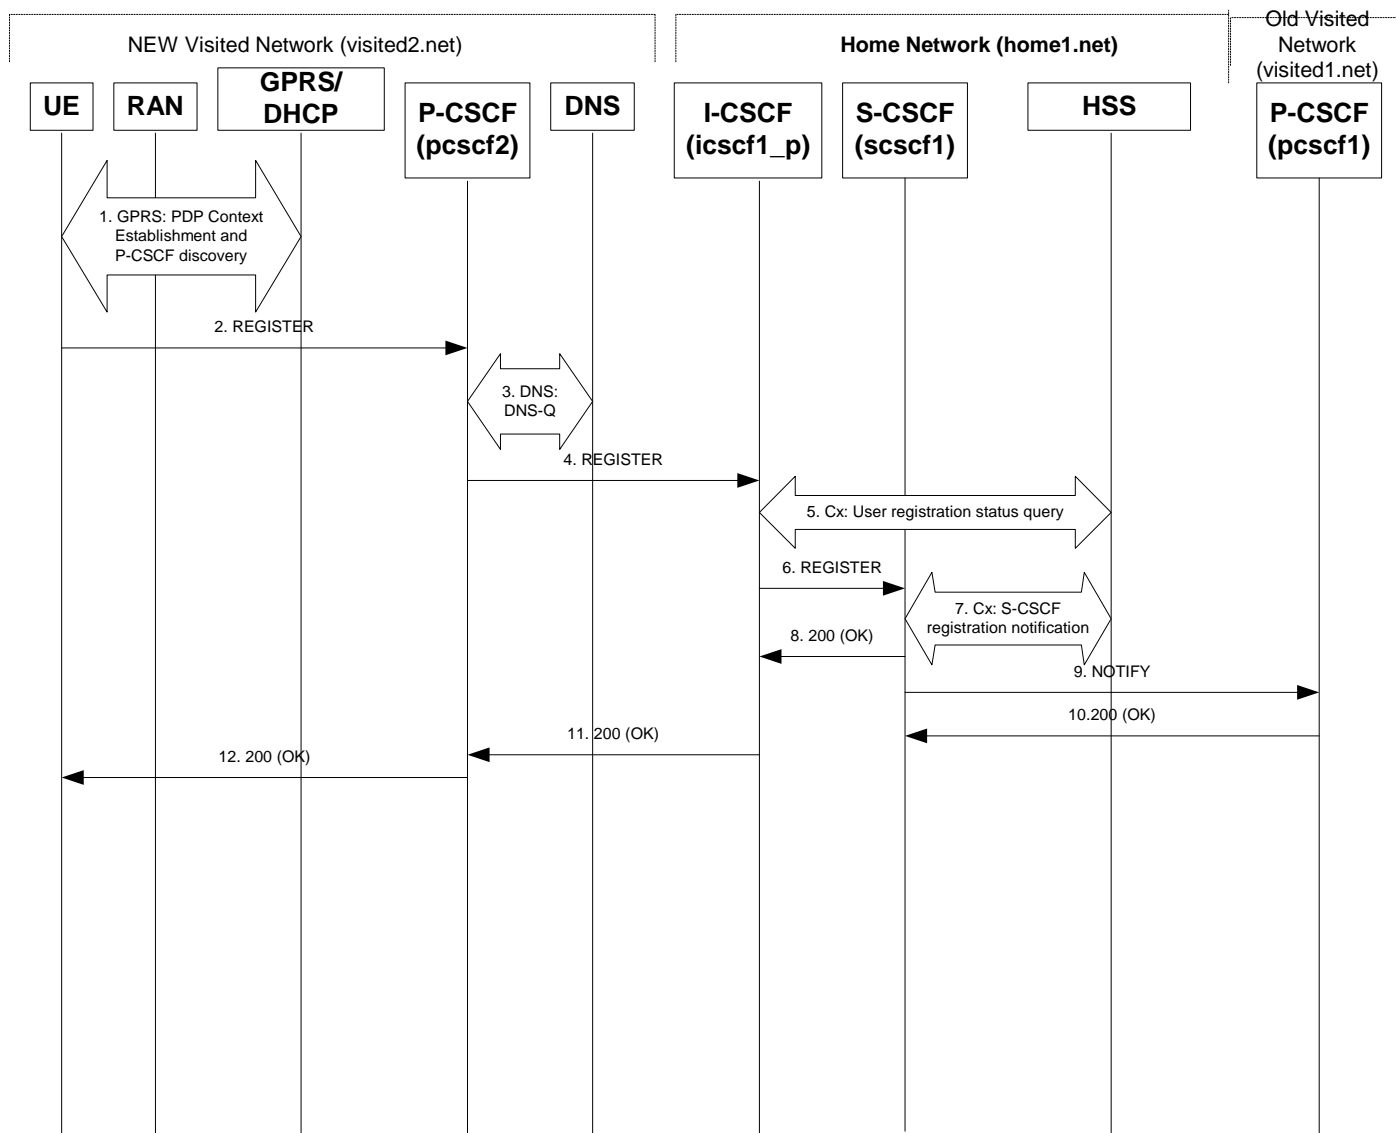 NEW Visited Network (visited2.net)
Home Network (home1.net)
Old Visited
Network
(visited1.net)
UE
RAN
GPRS/
DHCP
P-CSCF
(pcscf2)
DNS
I-CSCF
(icscf1_p)
S-CSCF
(scscf1)
HSS
P-CSCF
(pcscf1)
1. GPRS: PDP Context
Establishment and
P-CSCF discovery
2. REGISTER
3. DNS:
DNS-Q
4. REGISTER
5. Cx: User registration status query
6. REGISTER
7. Cx: S-CSCF
registration notification
8. 200 (OK)
9. NOTIFY
10.200 (OK)
11. 200 (OK)
12. 200 (OK)